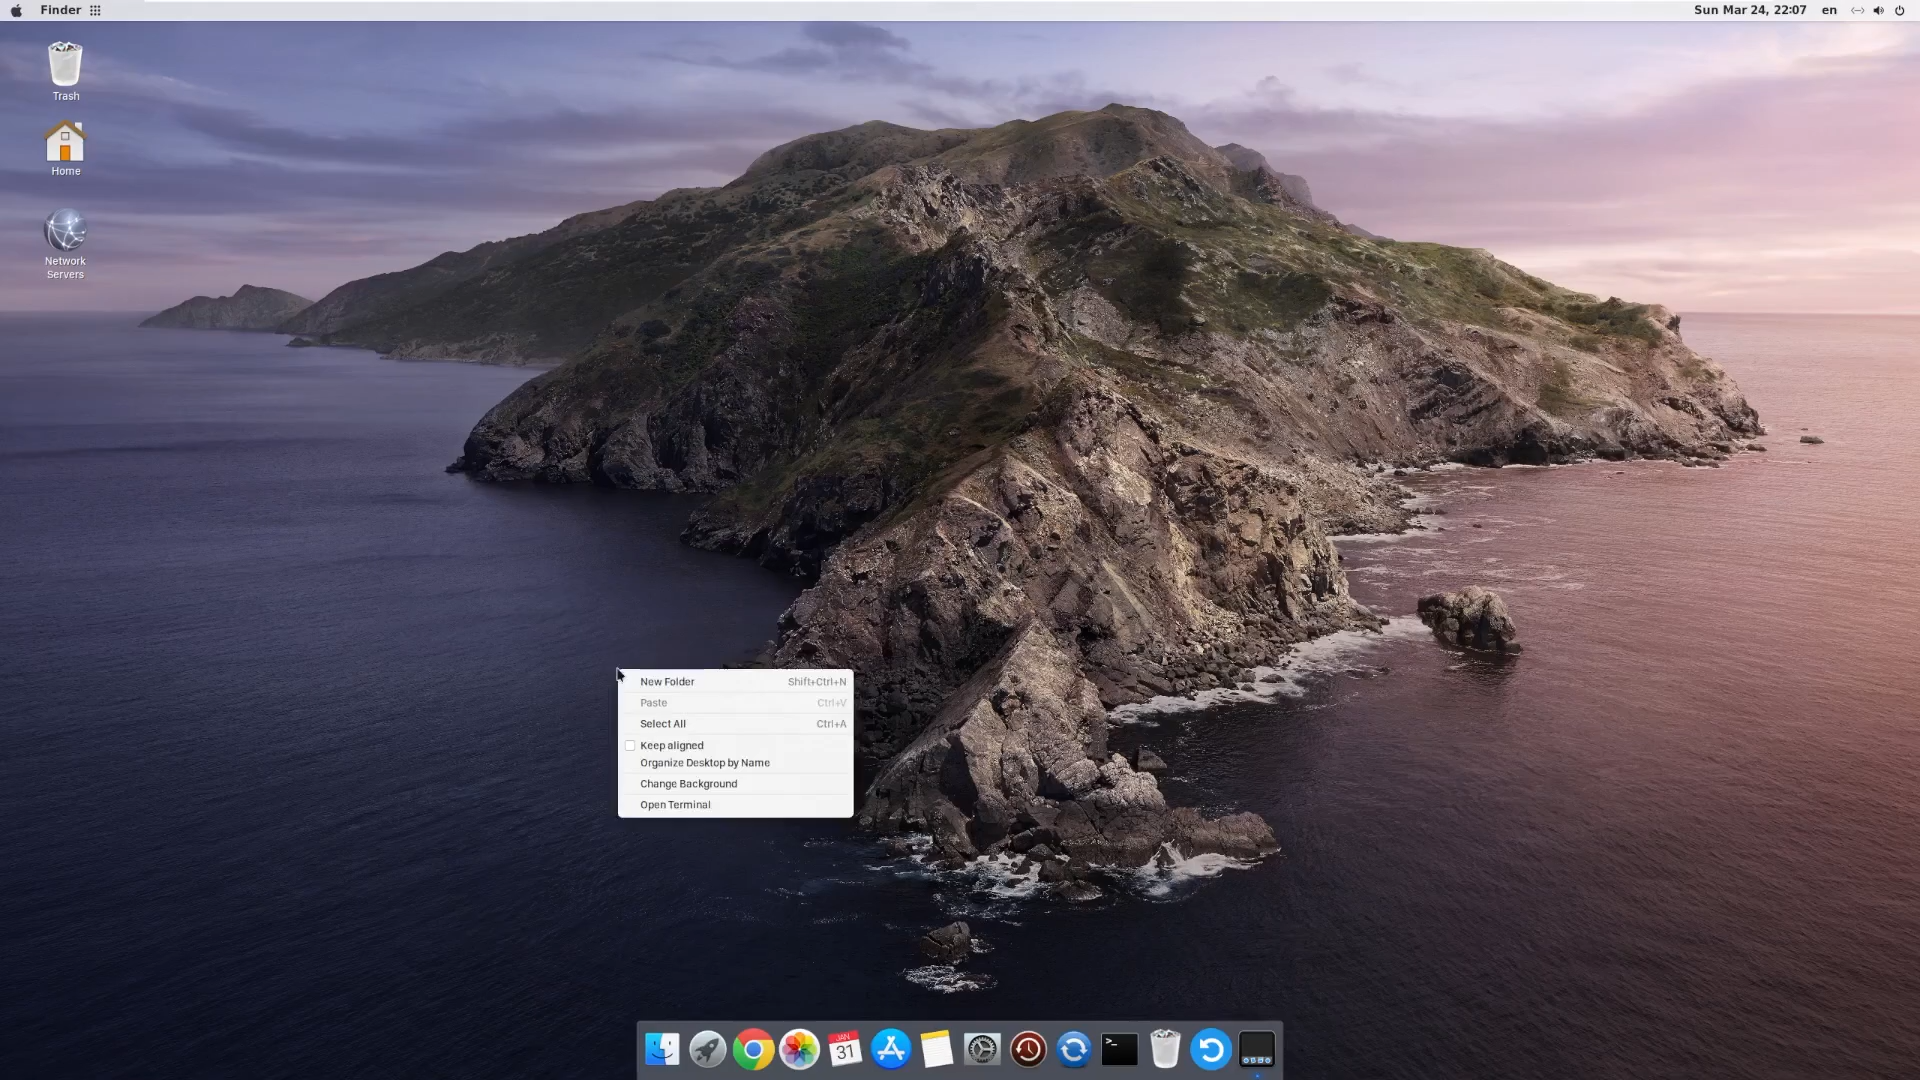 Finder
Sun Mar 24, 22:07 en
Trash
Home
Network
Servers
New Folder Shift+Ctrl+N
Paste Ctrl+V
Select All Ctrl+A
Keep aligned
Organize Desktop by Name
Change Background
Open Terminal
JAN
31
>_